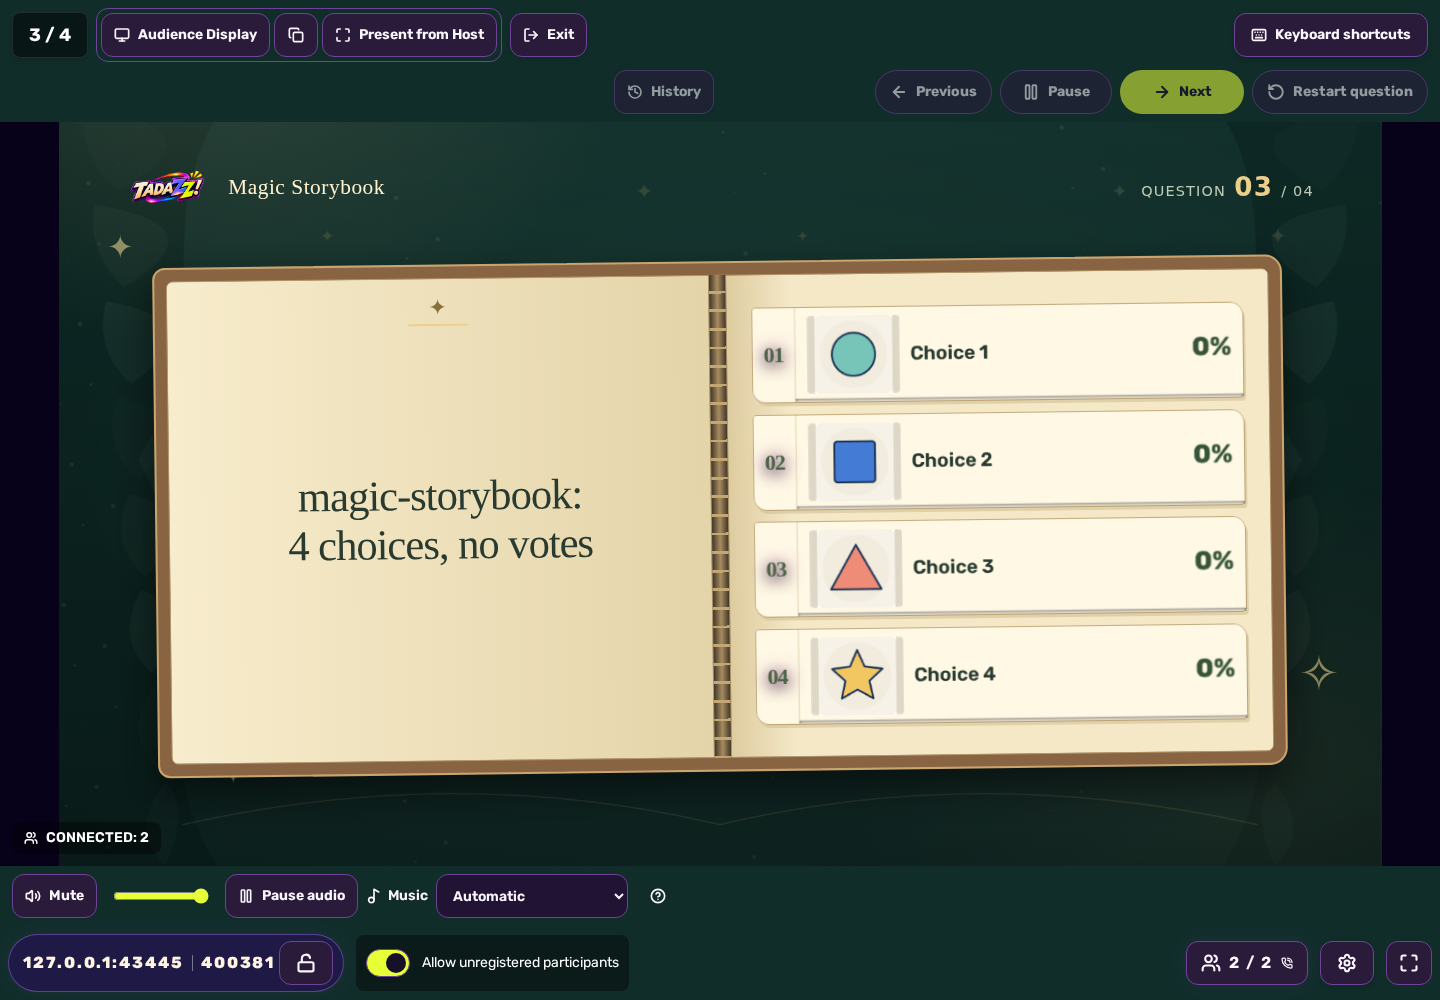 3 / 4
Audience Display
Present from Host
Exit
Keyboard shortcuts
History
Previous
Pause
Next
Restart question
TADAZZ!
Magic Storybook
QUESTION 03 / 04
magic-storybook:
4 choices, no votes
01 Choice 1 0%
02 Choice 2 0%
03 Choice 3 0%
04 Choice 4 0%
CONNECTED: 2
Mute
Pause audio
Music
Automatic
127.0.0.1:43445 400381
Allow unregistered participants
2 / 2